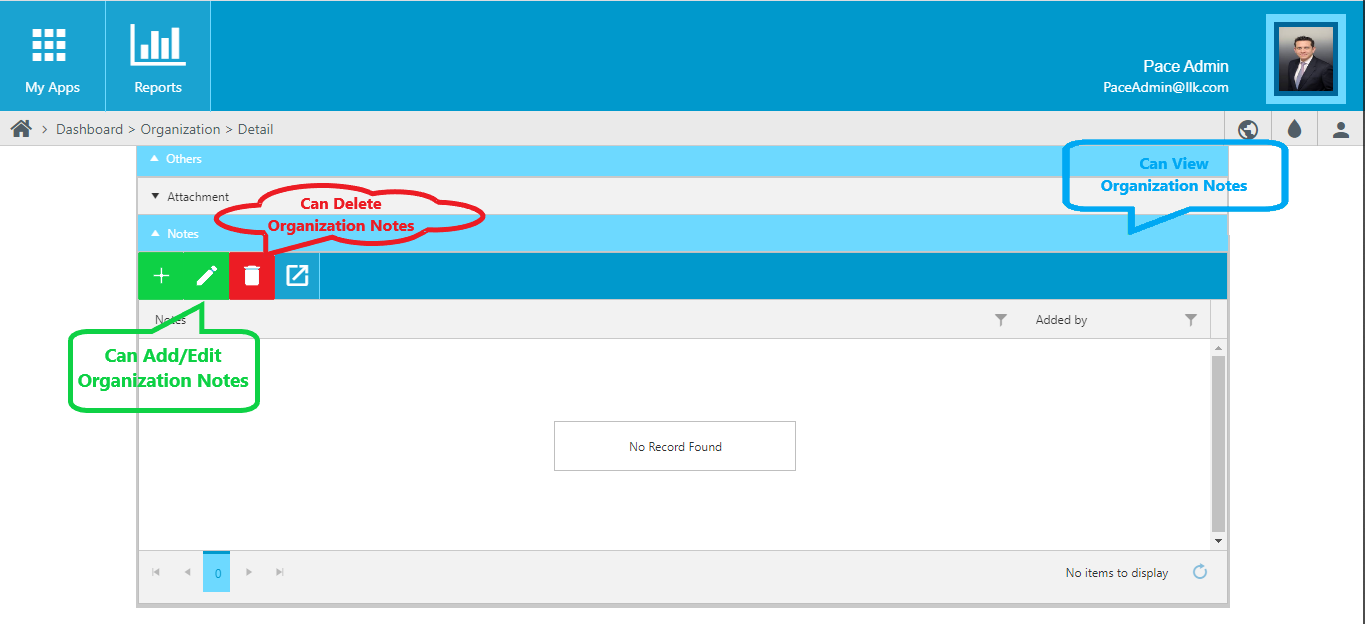 My Apps
Reports
Pace Admin
PaceAdmin@llk.com
Dashboard > Organization > Detail
Others
Can View
Organization Notes
Attachment
Can Delete
Organization Notes
Notes
Notes
Added by
Can Add/Edit
Organization Notes
No Record Found
0
No items to display